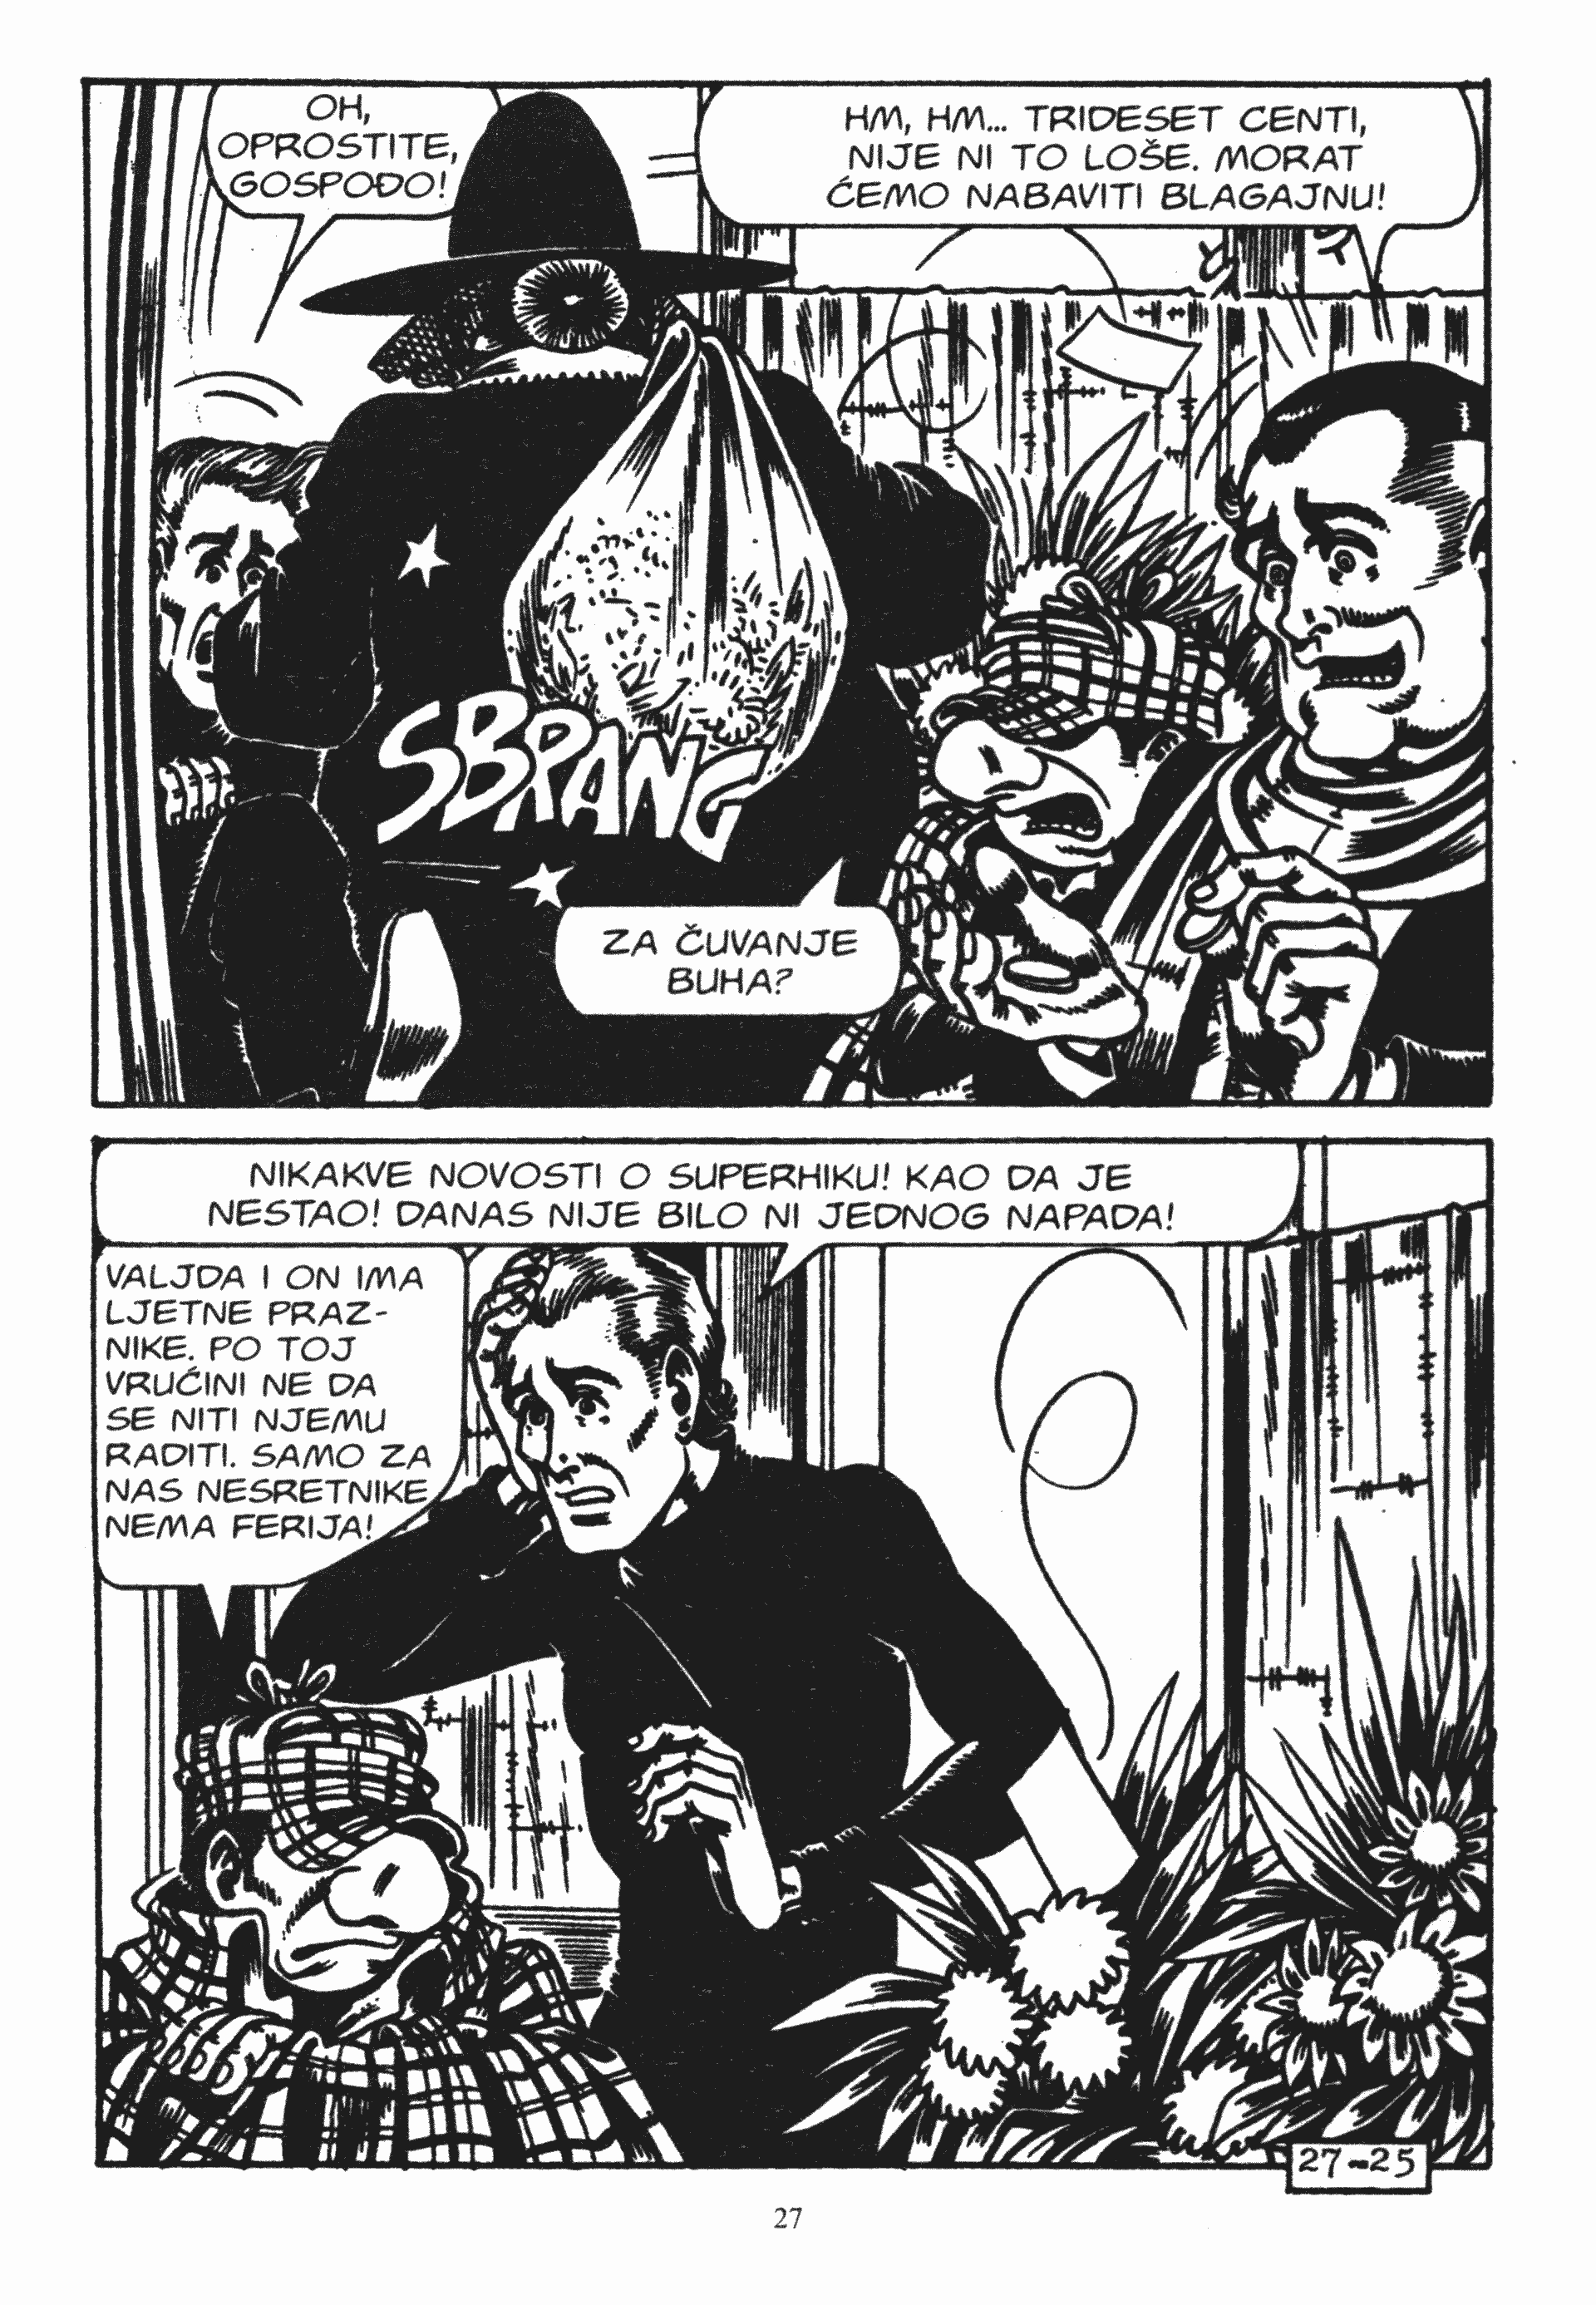 OH,
OPROSTITE,
GOSPOĐO!
HM, HM... TRIDESET CENTI,
NIJE NI TO LOŠE. MORAT
ĆEMO NABAVITI BLAGAJNU!
SBRANG
ZA ČUVANJE
BUHA?
NIKAKVE NOVOSTI O SUPERHIKU! KAO DA JE
NESTAO! DANAS NIJE BILO NI JEDNOG NAPADA!
VALJDA I ON IMA
LJETNE PRAZ-
NIKE. PO TOJ
VRUĆINI NE DA
SE NITI NJEMU
RADITI. SAMO ZA
NAS NESRETNIKE
NEMA FERIJA!
27-25
27